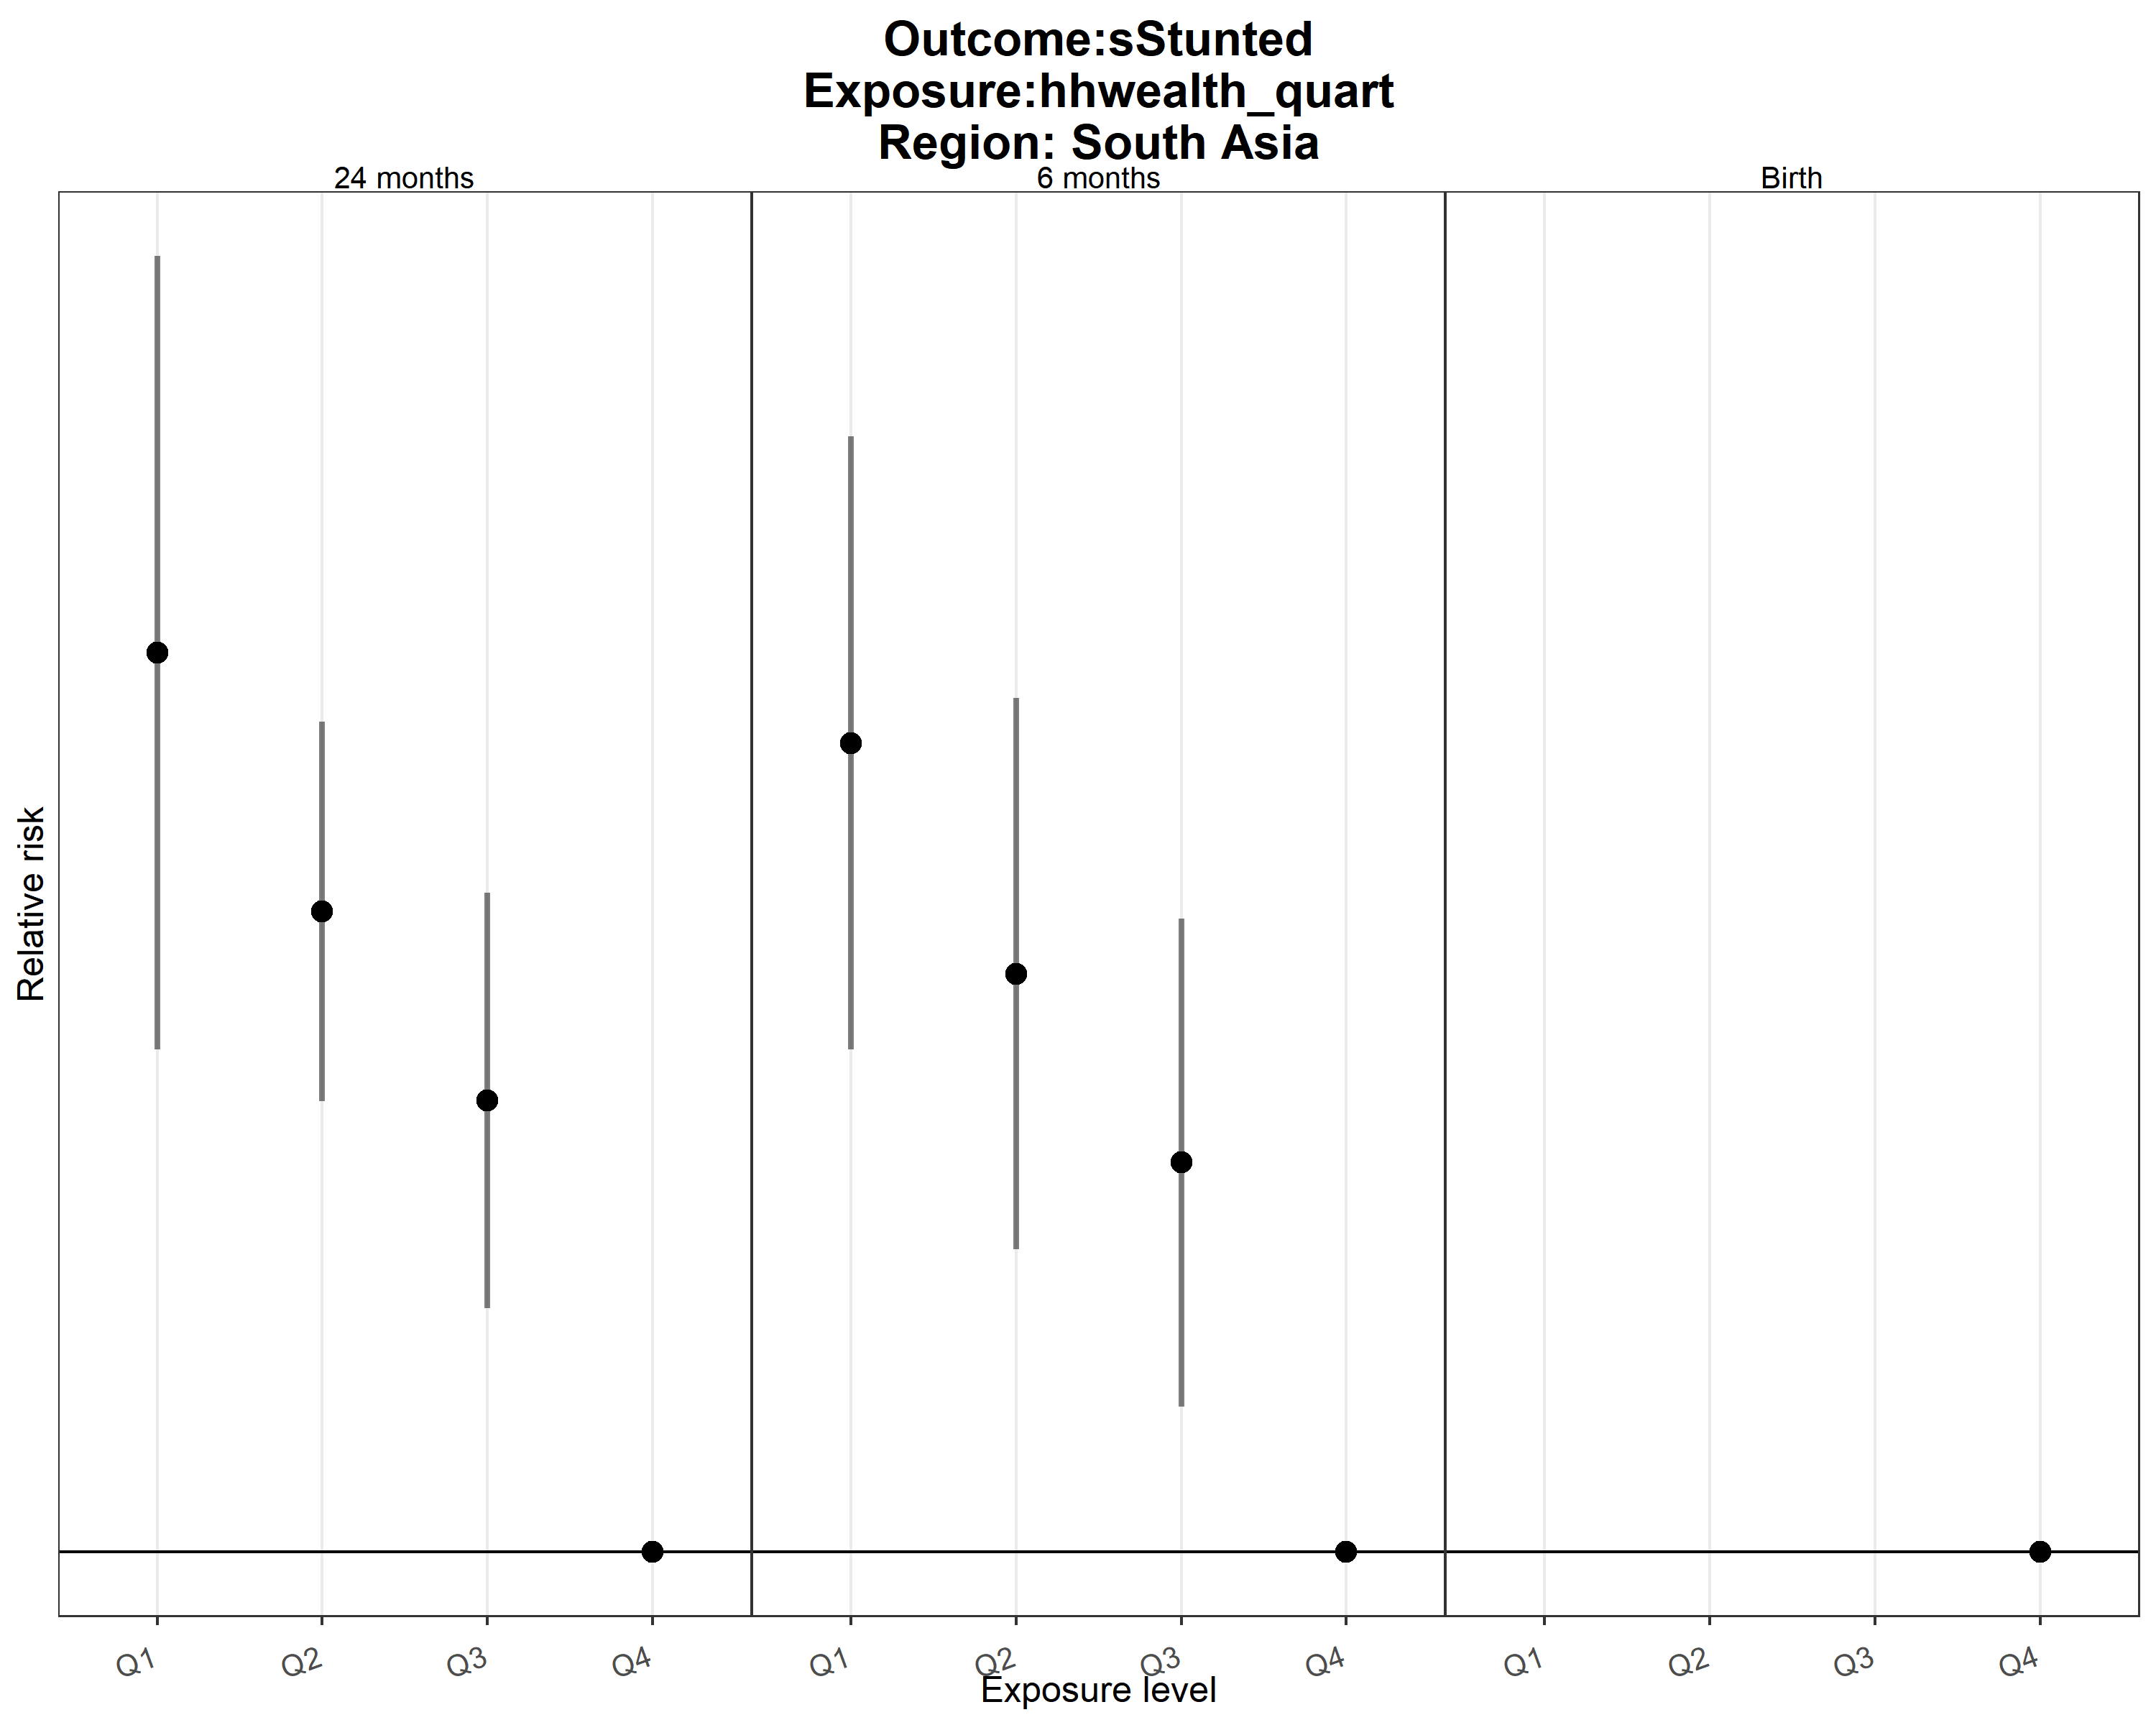 Outcome:sStunted
Exposure:hhwealth_quart
Region: South Asia
24 months 6 months Birth
Relative risk
Q1 Q2 Q3 Q4 Q1 Q2 Q3 Q4 Q1 Q2 Q3 Q4
Exposure level